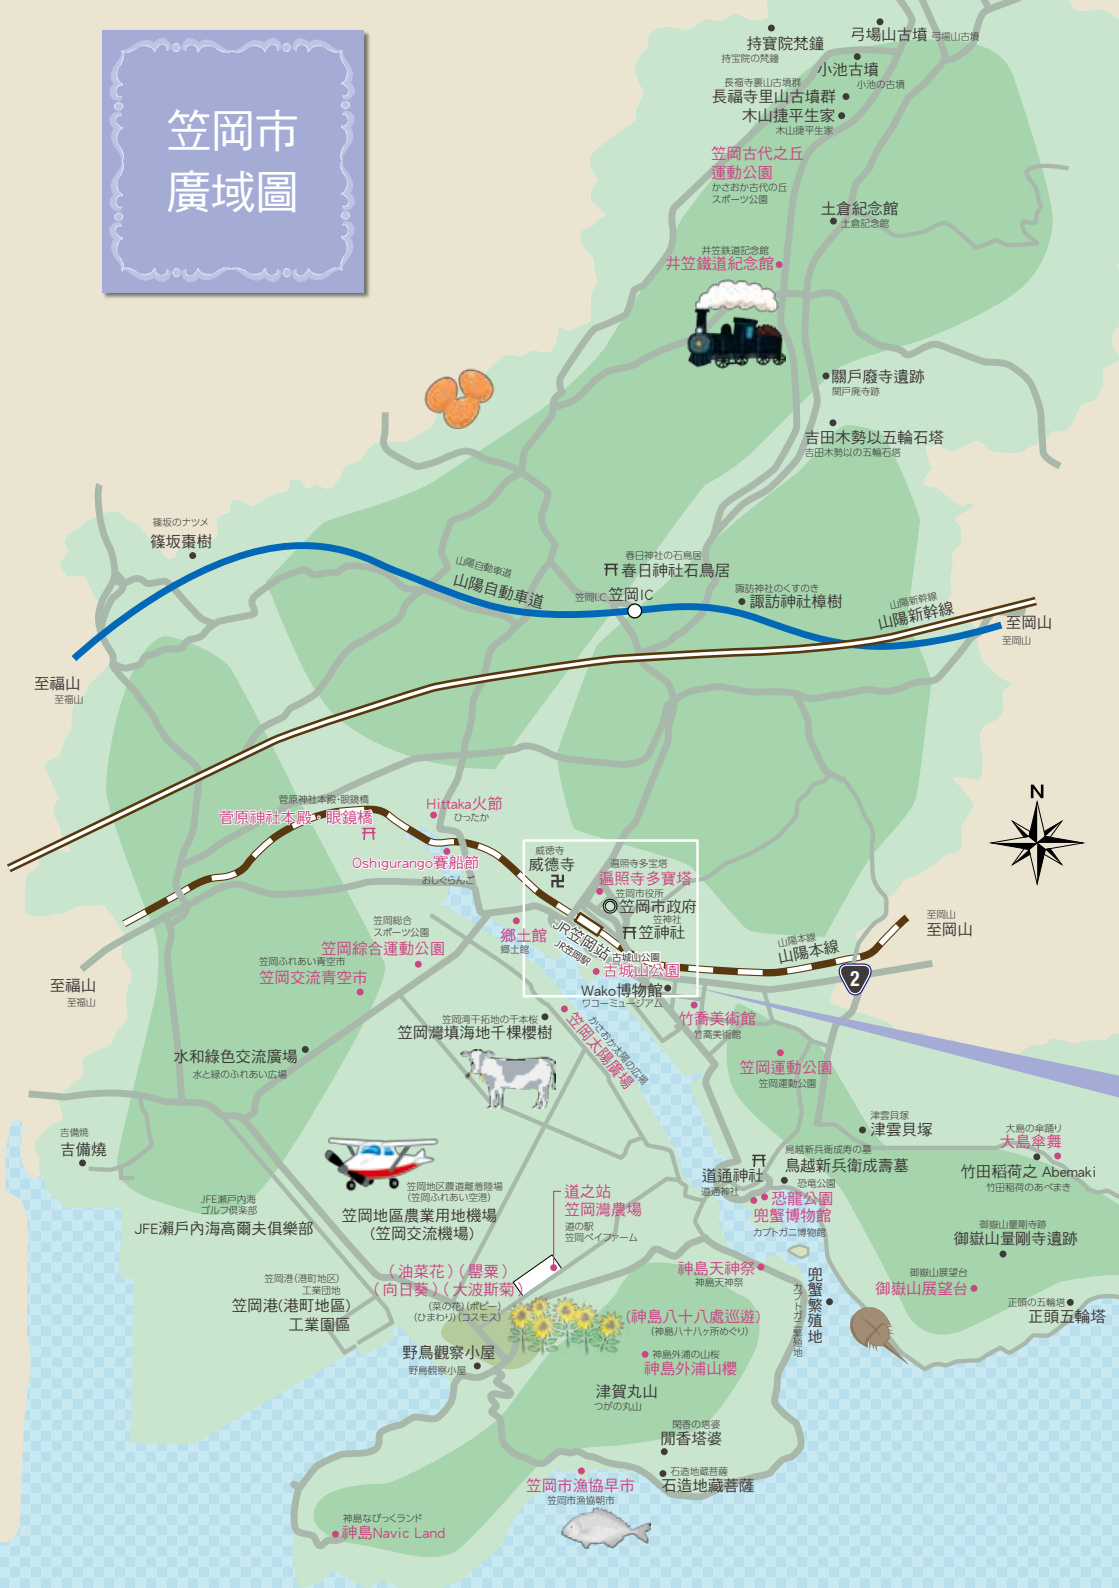 笠岡市
廣域圖
持寶院梵鐘
持宝院の梵鐘
弓場山古墳 弓場山古墳
小池古墳
小池の古墳
長福寺裏山古墳群
長福寺里山古墳群
木山捷平生家
木山捷平生家
笠岡古代之丘
運動公園
かさおか古代の丘
スポーツ公園
土倉紀念館
土倉記念館
井笠鉄道記念館
井笠鐵道紀念館
關戶廢寺遺跡
関戸廃寺跡
吉田木勢以五輪石塔
吉田木勢以の五輪石塔
篠坂のナツメ
篠坂棗樹
山陽自動車道
山陽自動車道
春日神社の石鳥居
春日神社石鳥居
笠岡I.C 笠岡IC
諏訪神社のくすのき
諏訪神社樟樹
山陽新幹線
山陽新幹線
至岡山
至岡山
至福山
至福山
菅原神社本殿・眼鏡橋
菅原神社本殿・眼鏡橋
Hittaka火節
ひったか
Oshigurango賽船節
おしぐらんご
威徳寺
威德寺
遍照寺多宝塔
遍照寺多寶塔
笠岡市役所
笠岡市政府
笠神社
笠神社
JR笠岡站
JR笠岡駅
古城山公園
古城山公園
Wako博物館
ワコーミュージアム
N
至岡山
至岡山
山陽本線
山陽本線
2
笠岡総合
スポーツ公園
笠岡綜合運動公園
鄉土館
郷土館
笠岡ふれあい青空市
笠岡交流青空市
至福山
至福山
笠岡湾干拓地の千本桜
笠岡灣填海地千棵櫻樹
笠岡太陽廣場
かさおか太陽の広場
竹喬美術館
竹喬美術館
笠岡運動公園
笠岡運動公園
水和綠色交流廣場
水と緑のふれあい広場
吉備焼
吉備燒
津雲貝塚
津雲貝塚
大島の傘踊り
大島傘舞
竹田稻荷之 Abemaki
竹田稲荷のあべまき
鳥越新兵衛成寿の墓
鳥越新兵衛成壽墓
道通神社
道通神社
恐竜公園
恐龍公園
兜蟹博物館
カブトガニ博物館
笠岡地区農道離着陸場
(笠岡ふれあい空港)
笠岡地區農業用地機場
(笠岡交流機場)
JFE瀬戸内海
ゴルフ倶楽部
JFE瀨戶內海高爾夫俱樂部
道之站
笠岡灣農場
道の駅
笠岡ベイファーム
御嶽山量剛寺跡
御嶽山量剛寺遺跡
御嶽山展望台
御嶽山展望台
正頭の五輪塔
正頭五輪塔
神島天神祭
神島天神祭
兜蟹繁殖地
カブトガニ繁殖地
笠岡港(港町地区)
工業団地
笠岡港(港町地區)
工業園區
(油菜花)(罌粟)
(向日葵)(大波斯菊)
(菜の花)(ポピー)
(ひまわり)(コスモス)
(神島八十八處巡遊)
(神島八十八ヶ所めぐり)
野鳥觀察小屋
野鳥観察小屋
神島外浦の山桜
神島外浦山櫻
津賀丸山
つがの丸山
閑香の塔婆
閒香塔婆
石造地蔵菩薩
石造地藏菩薩
笠岡市漁協早市
笠岡市漁協朝市
神島なびっくランド
神島Navic Land